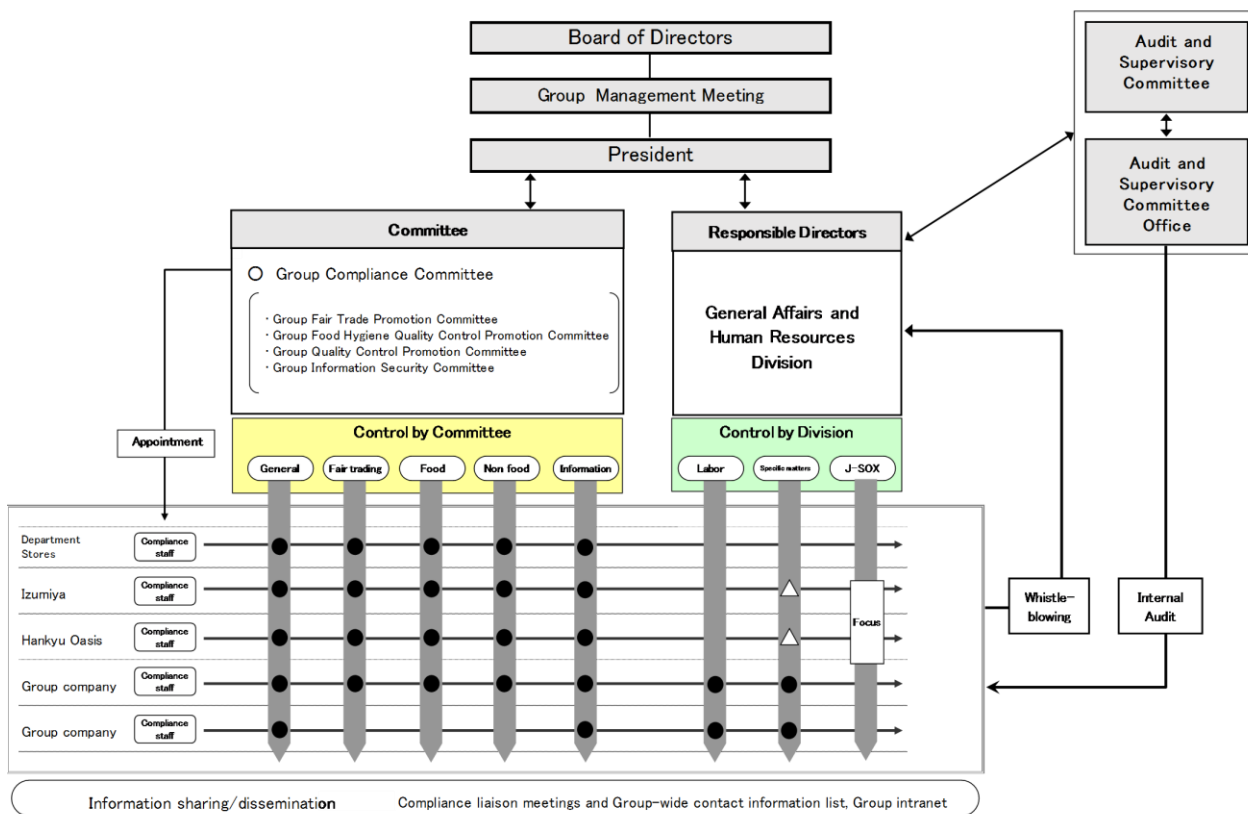 Board of Directors
Group Management Meeting
President
Audit and
Supervisory
Committee
Audit and
Supervisory
Committee
Office
Committee
○ Group Compliance Committee
・Group Fair Trade Promotion Committee
・Group Food Hygiene Quality Control Promotion Committee
・Group Quality Control Promotion Committee
・Group Information Security Committee
Responsible Directors
General Affairs and
Human Resources
Division
Appointment
Control by Committee
General Fair trading Food Non food Information
Control by Division
Labor Specific matters J-SOX
Department
Stores
Compliance
staff
Izumiya
Compliance
staff
Hankyu Oasis
Compliance
staff
Group company
Compliance
staff
Group company
Compliance
staff
Focus
Whistle-
blowing
Internal
Audit
Information sharing/dissemination Compliance liaison meetings and Group-wide contact information list, Group intranet